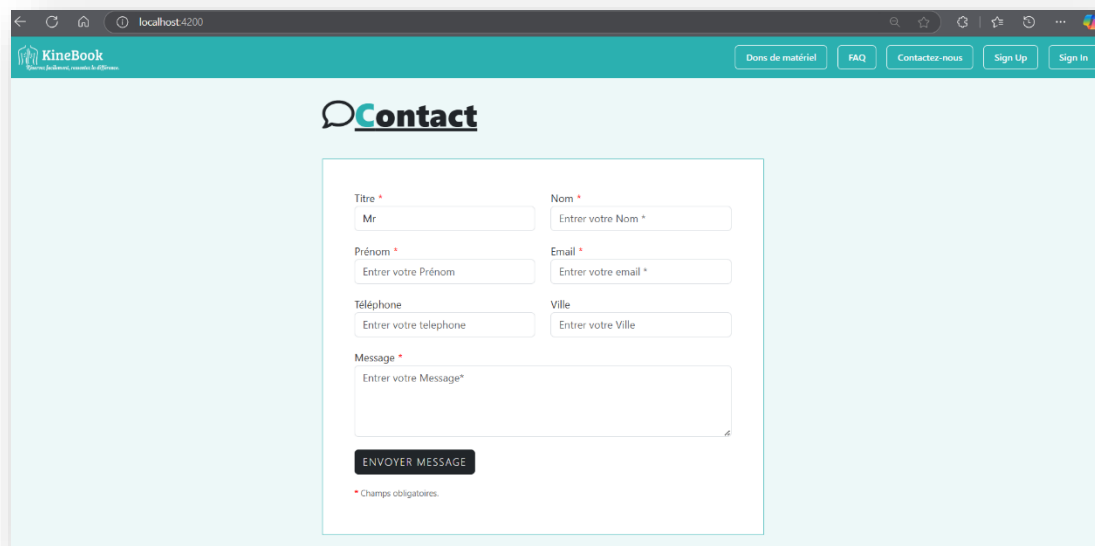 localhost:4200
KineBook
Dons de matériel
FAQ
Contactez-nous
Sign Up
Sign In
Contact
Titre *
Nom *
Mr
Entrer votre Nom *
Prénom *
Email *
Entrer votre Prénom
Entrer votre email *
Téléphone
Ville
Entrer votre telephone
Entrer votre Ville
Message *
Entrer votre Message*
ENVOYER MESSAGE
* Champs obligatoires.